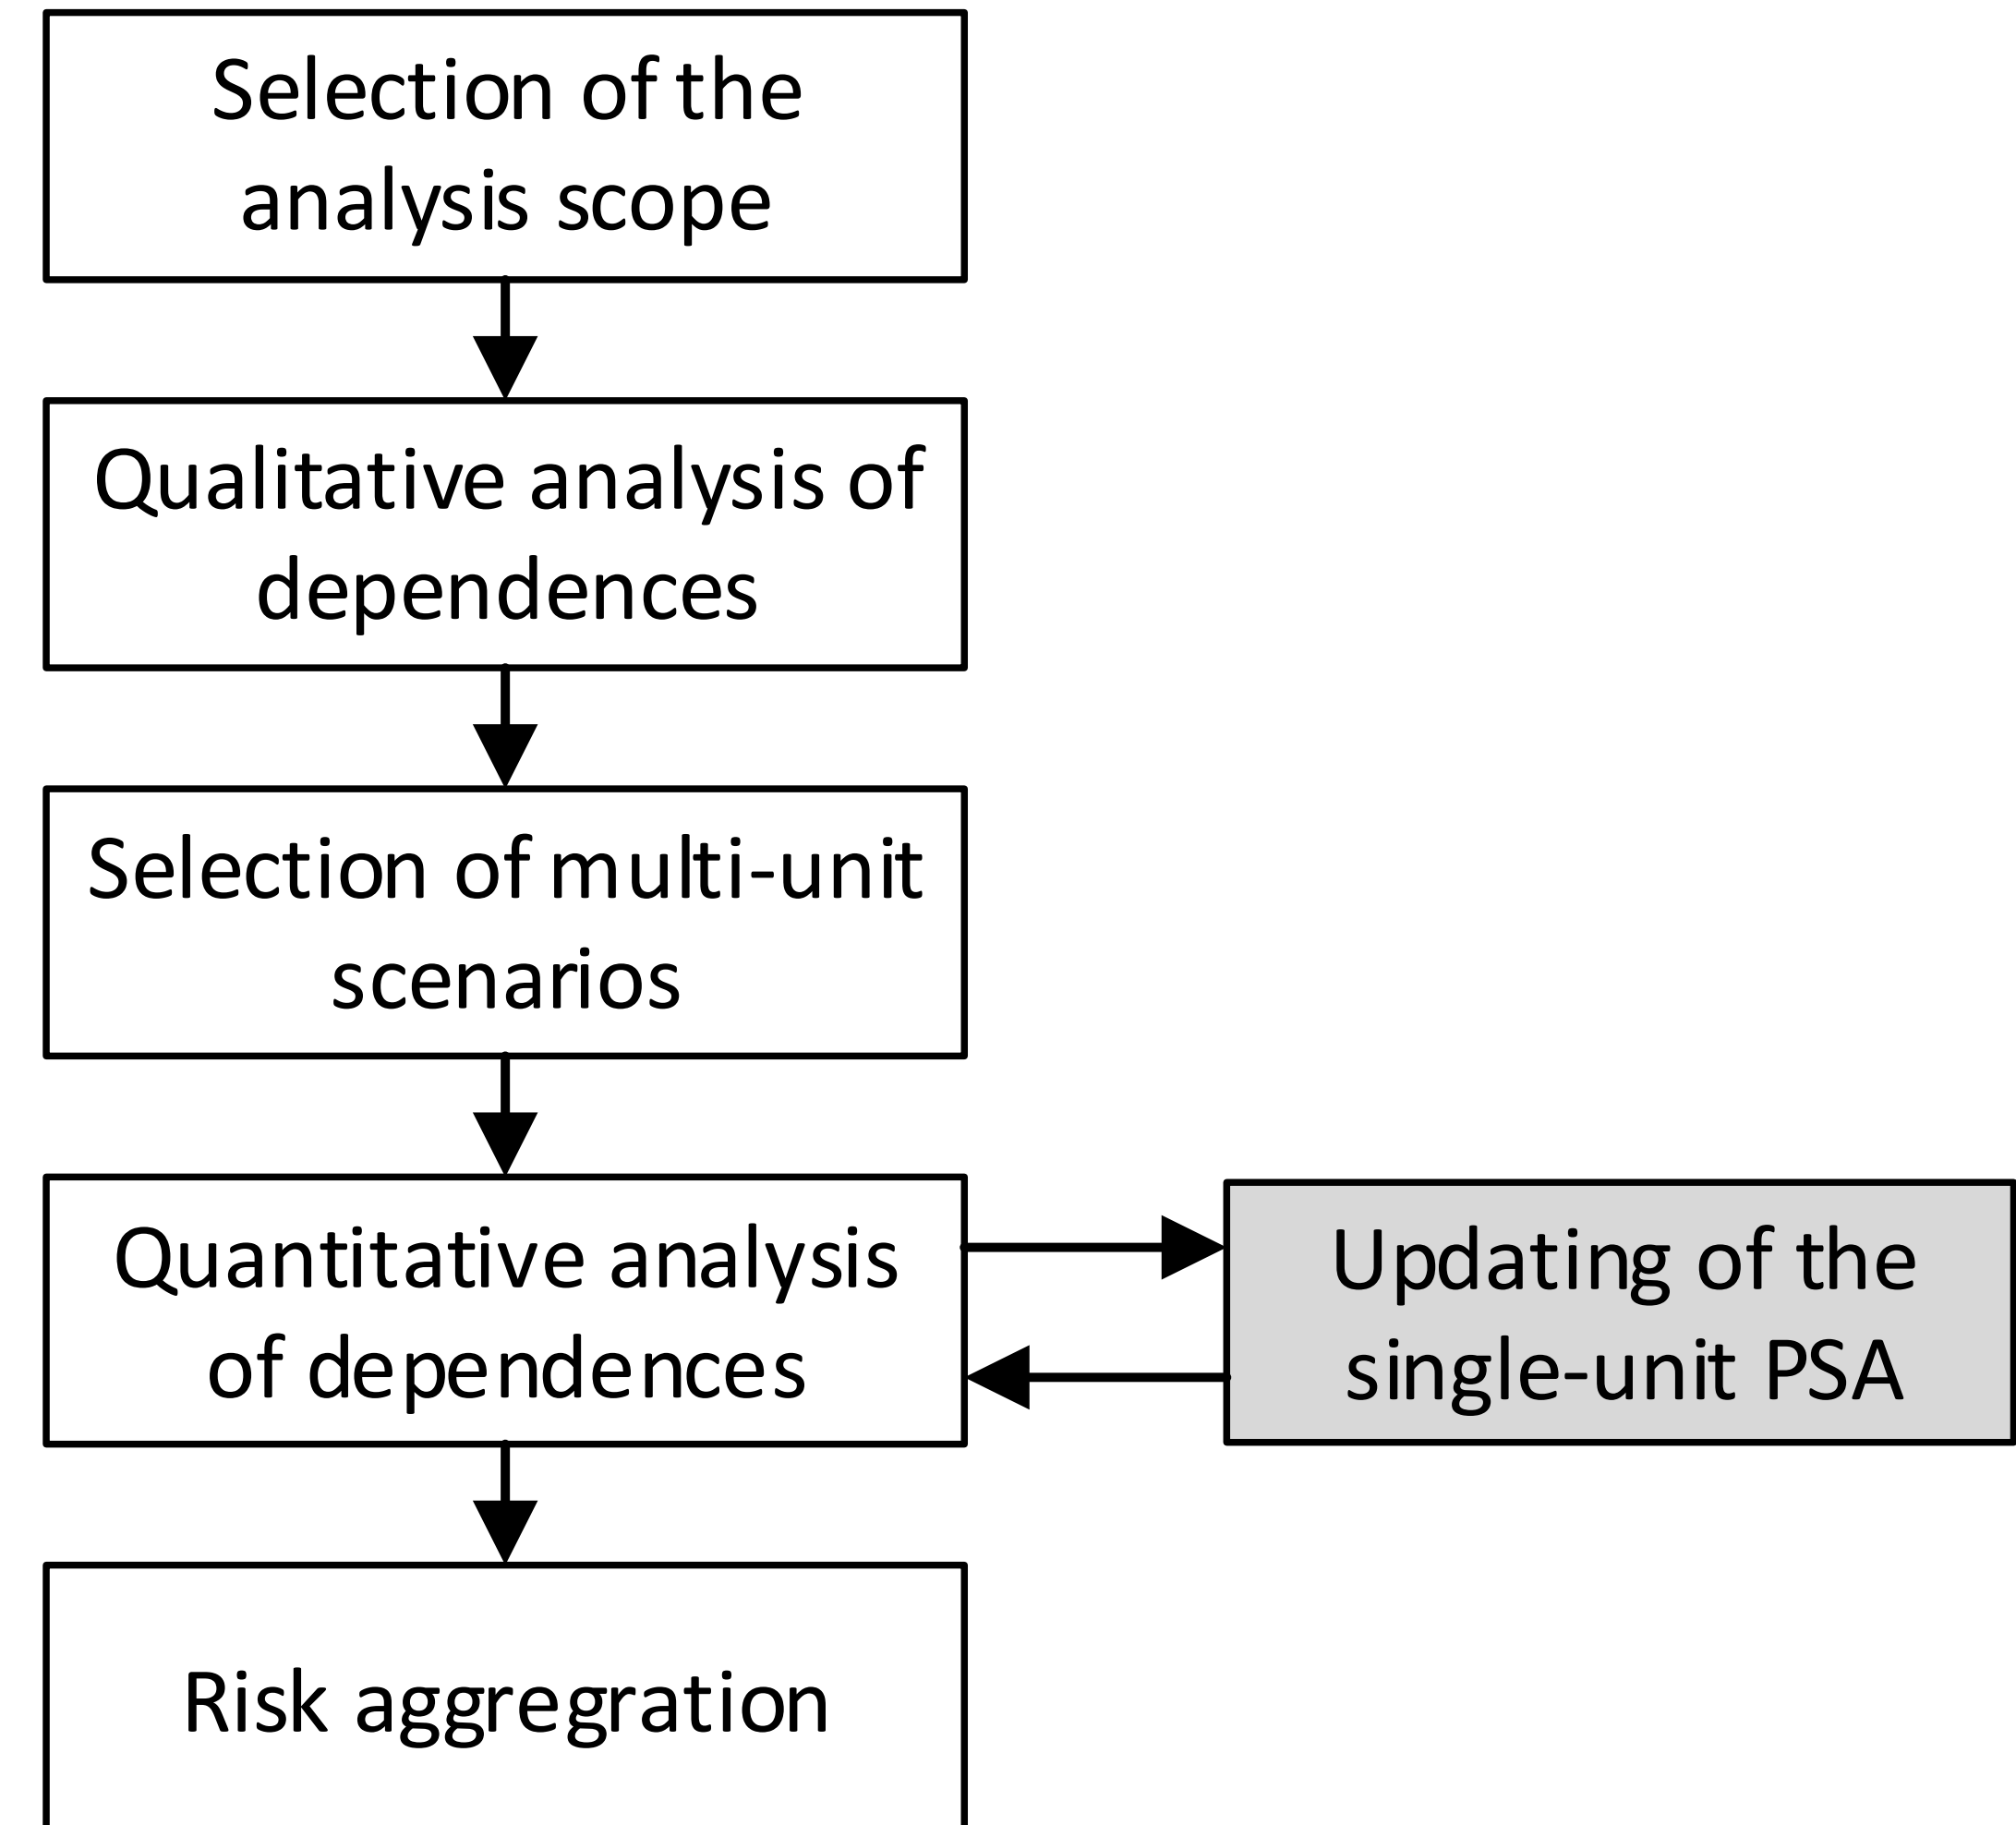 Selection of the
analysis scope
Qualitative analysis of
dependences
Selection of multi-unit
scenarios
Quantitative analysis
of dependences
Updating of the
single-unit PSA
Risk aggregration